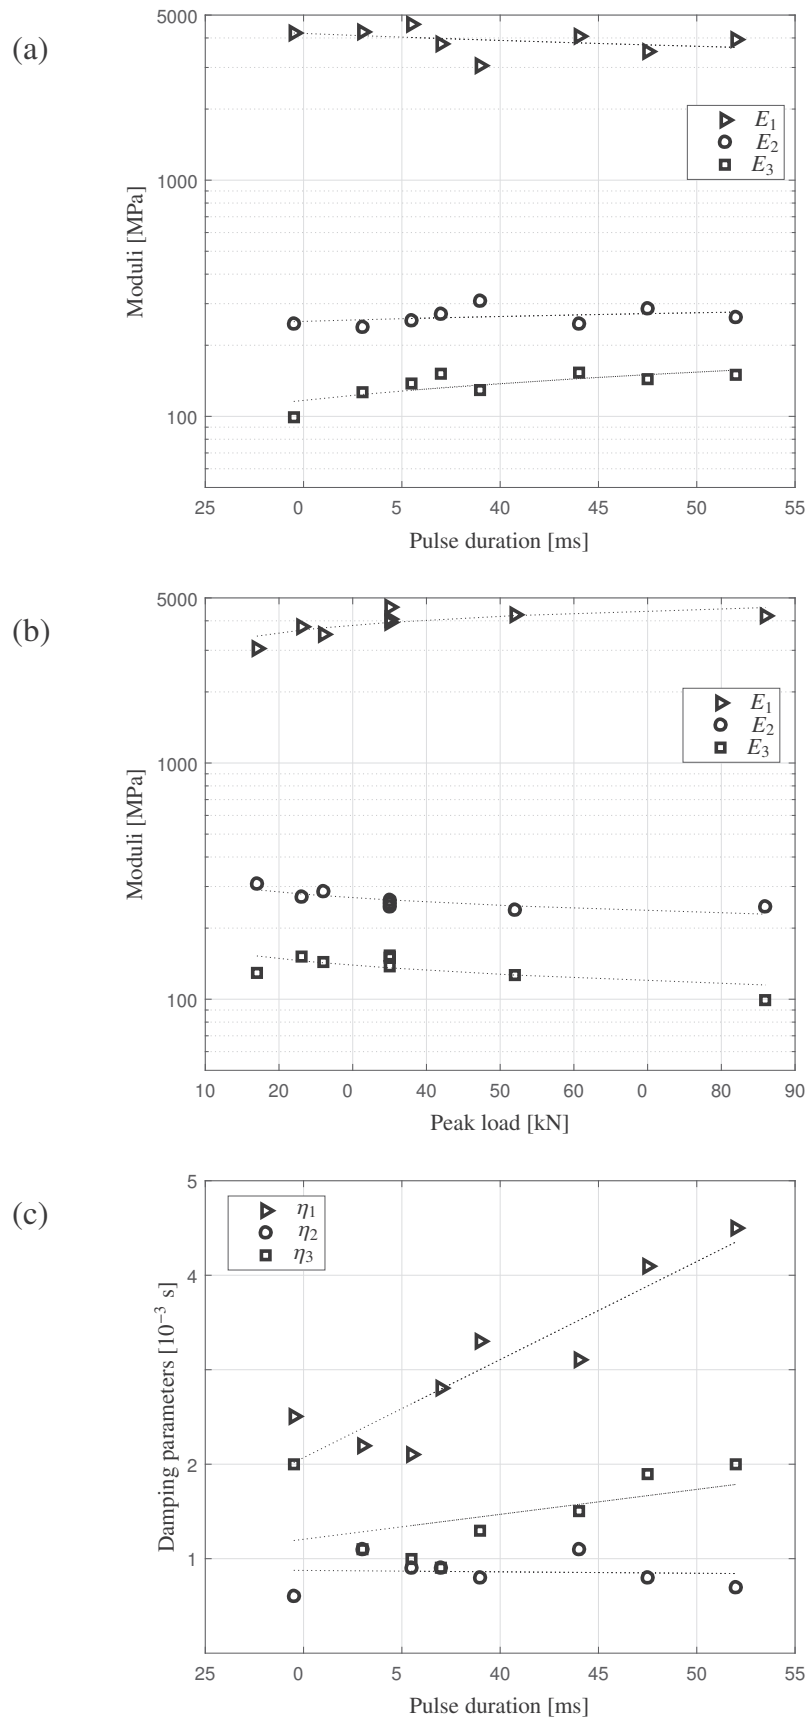 (a)
5000
1000
100
Moduli [MPa]
E1
E2
E3
25 0 5 40 45 50 55
Pulse duration [ms]
(b)
5000
1000
100
Moduli [MPa]
E1
E2
E3
10 20 0 40 50 60 0 80 90
Peak load [kN]
(c)
5
4
2
1
Damping parameters [10⁻³ s]
η1
η2
η3
25 0 5 40 45 50 55
Pulse duration [ms]